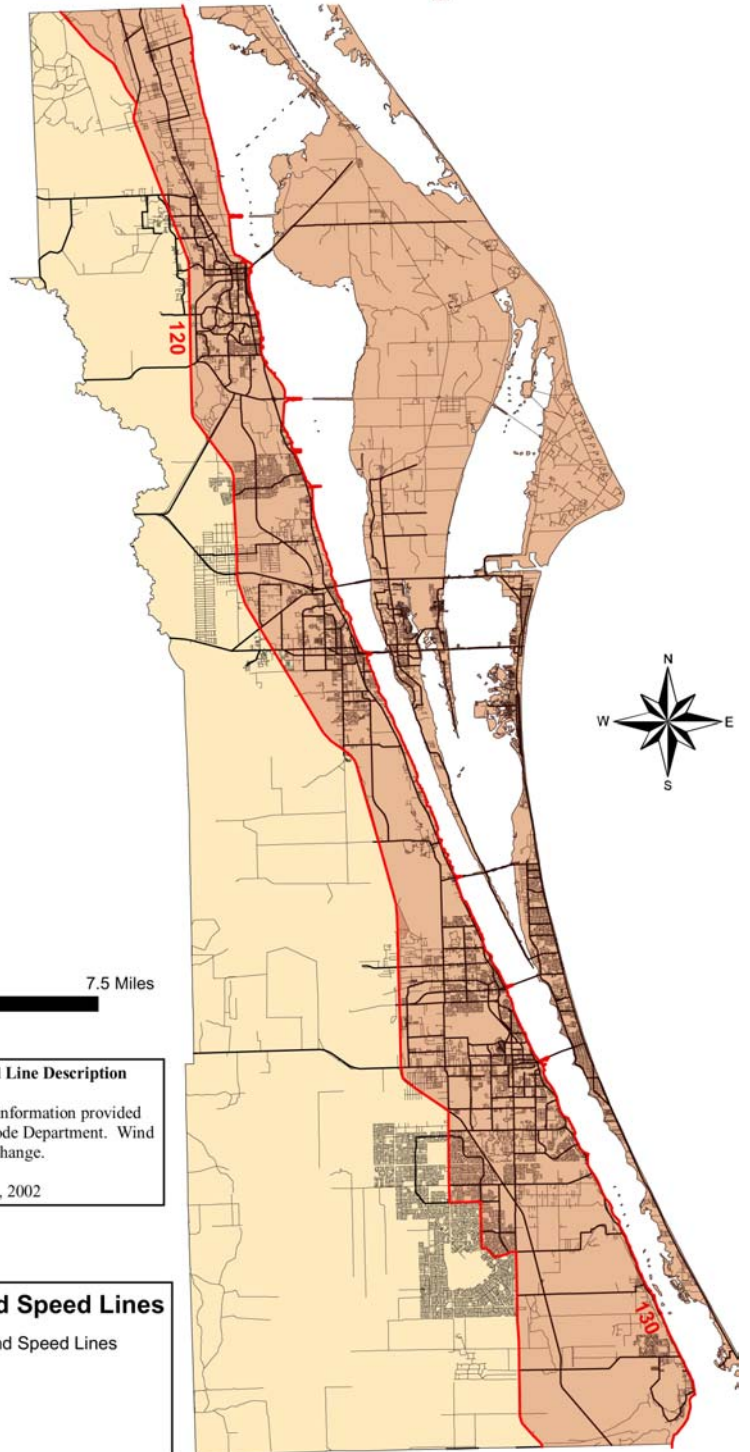 120
N
W E
S
7.5 Miles
Line Description
nformation provided
ode Department. Wind
hange.
, 2002
130
d Speed Lines
nd Speed Lines